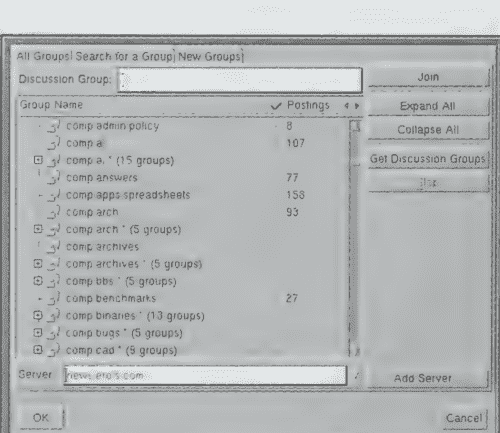 All Groups Search for a Group New Groups
Discussion Group:
Join
Group Name Postings
Expand All
comp admin policy 8
Collapse All
comp a 107
comp a. * (15 groups)
Get Discussion Groups
comp answers 77
Stop
comp apps spreadsheets 158
comp arch 93
comp arch * (5 groups)
comp archives
comp archives * (5 groups)
comp bbs * (5 groups)
comp benchmarks 27
comp binaries * (13 groups)
comp bugs * (5 groups)
comp cad * (9 groups)
Server
Add Server
OK
Cancel